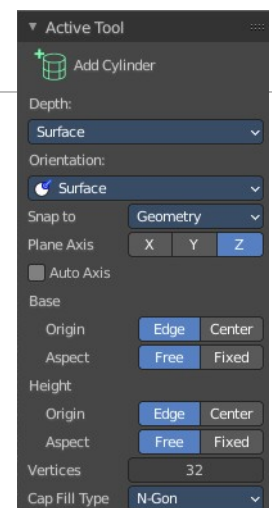 Active Tool
Add Cylinder
Depth:
Surface
Orientation:
Surface
Snap to Geometry
Plane Axis X Y Z
Auto Axis
Base
Origin Edge Center
Aspect Free Fixed
Height
Origin Edge Center
Aspect Free Fixed
Vertices 32
Cap Fill Type N-Gon